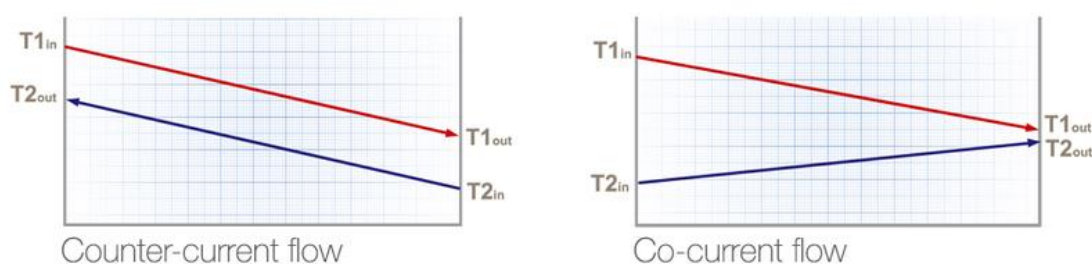 T1in
T2out
T1out
T2in
Counter-current flow
T1in
T2in
T1out
T2out
Co-current flow